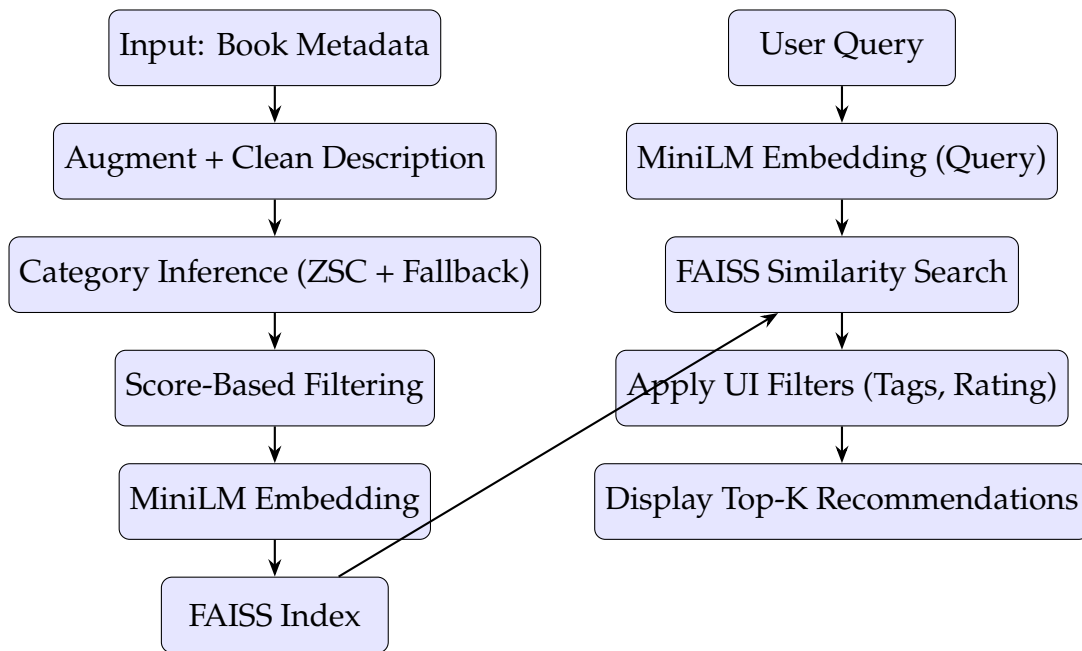 Input: Book Metadata
Augment + Clean Description
Category Inference (ZSC + Fallback)
Score-Based Filtering
MiniLM Embedding
FAISS Index
User Query
MiniLM Embedding (Query)
FAISS Similarity Search
Apply UI Filters (Tags, Rating)
Display Top-K Recommendations